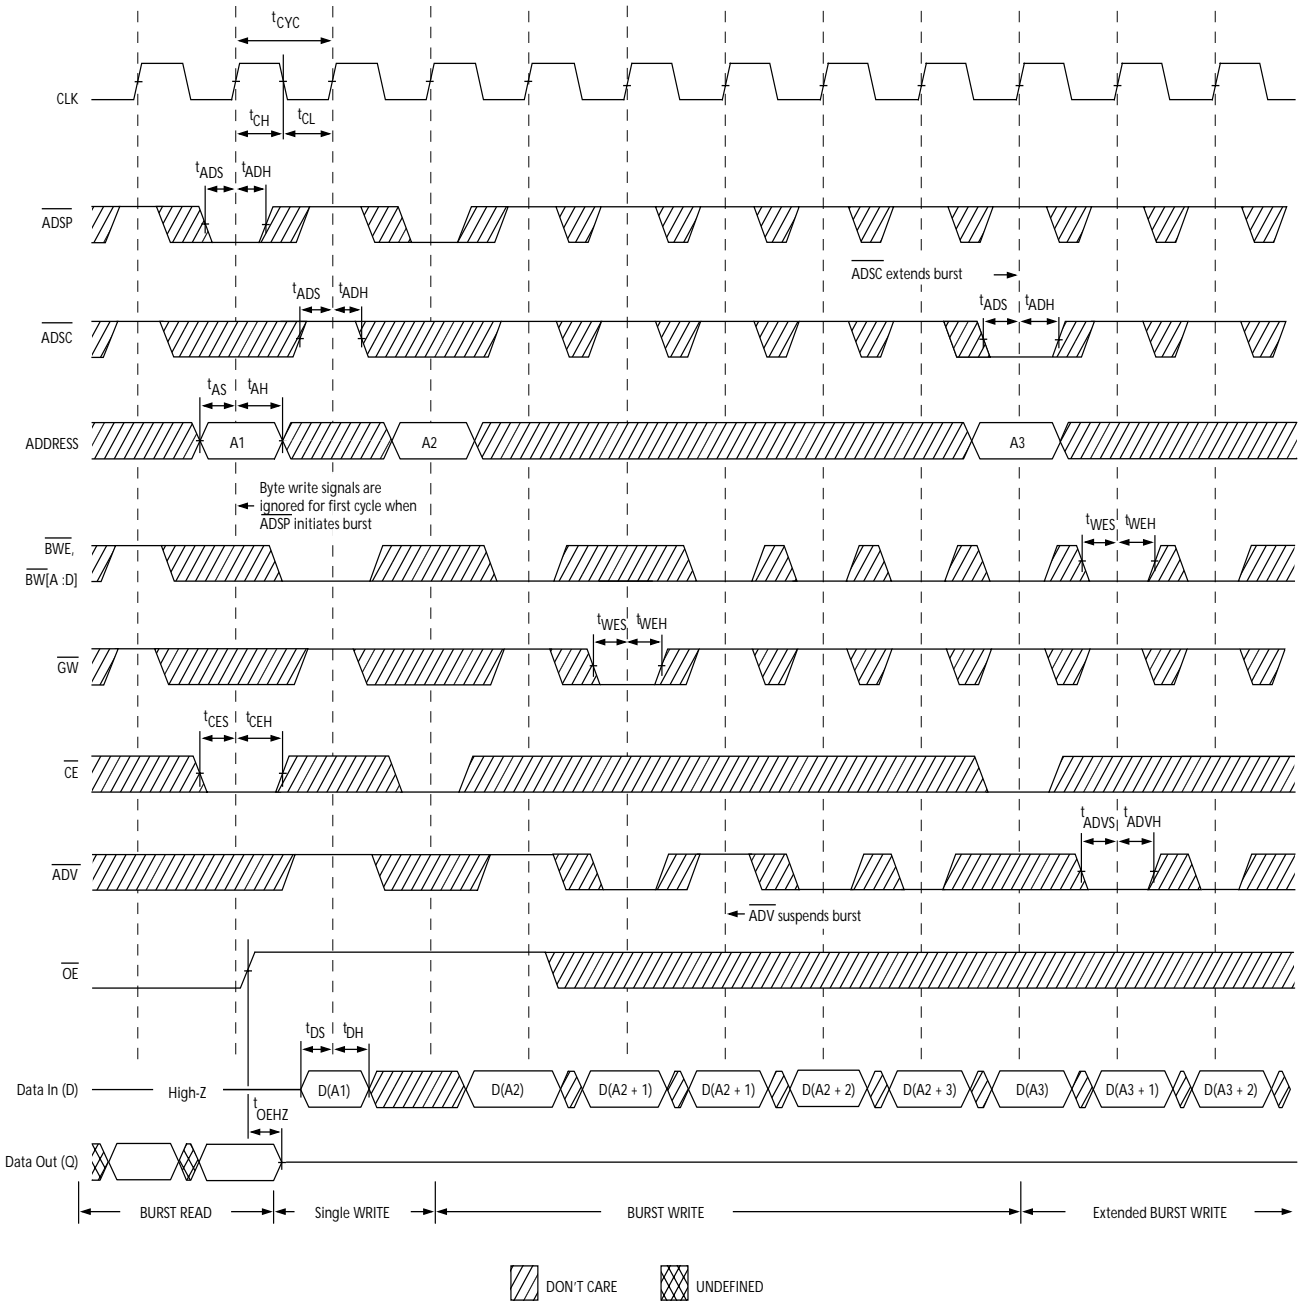 tCYC
CLK
tCH
tCL
tADS
tADH
ADSP
ADSC extends burst
tADS
tADH
tADS
tADH
ADSC
tAS
tAH
ADDRESS
A1
A2
A3
Byte write signals are
ignored for first cycle when
ADSP initiates burst
tWES
tWEH
BWE,
BW[A :D]
tWES
tWEH
GW
tCES
tCEH
CE
tADVS
tADVH
ADV
ADV suspends burst
OE
tDS
tDH
Data In (D)
High-Z
D(A1)
D(A2)
D(A2 + 1)
D(A2 + 1)
D(A2 + 2)
D(A2 + 3)
D(A3)
D(A3 + 1)
D(A3 + 2)
tOEHZ
Data Out (Q)
BURST READ
Single WRITE
BURST WRITE
Extended BURST WRITE
DON'T CARE
UNDEFINED